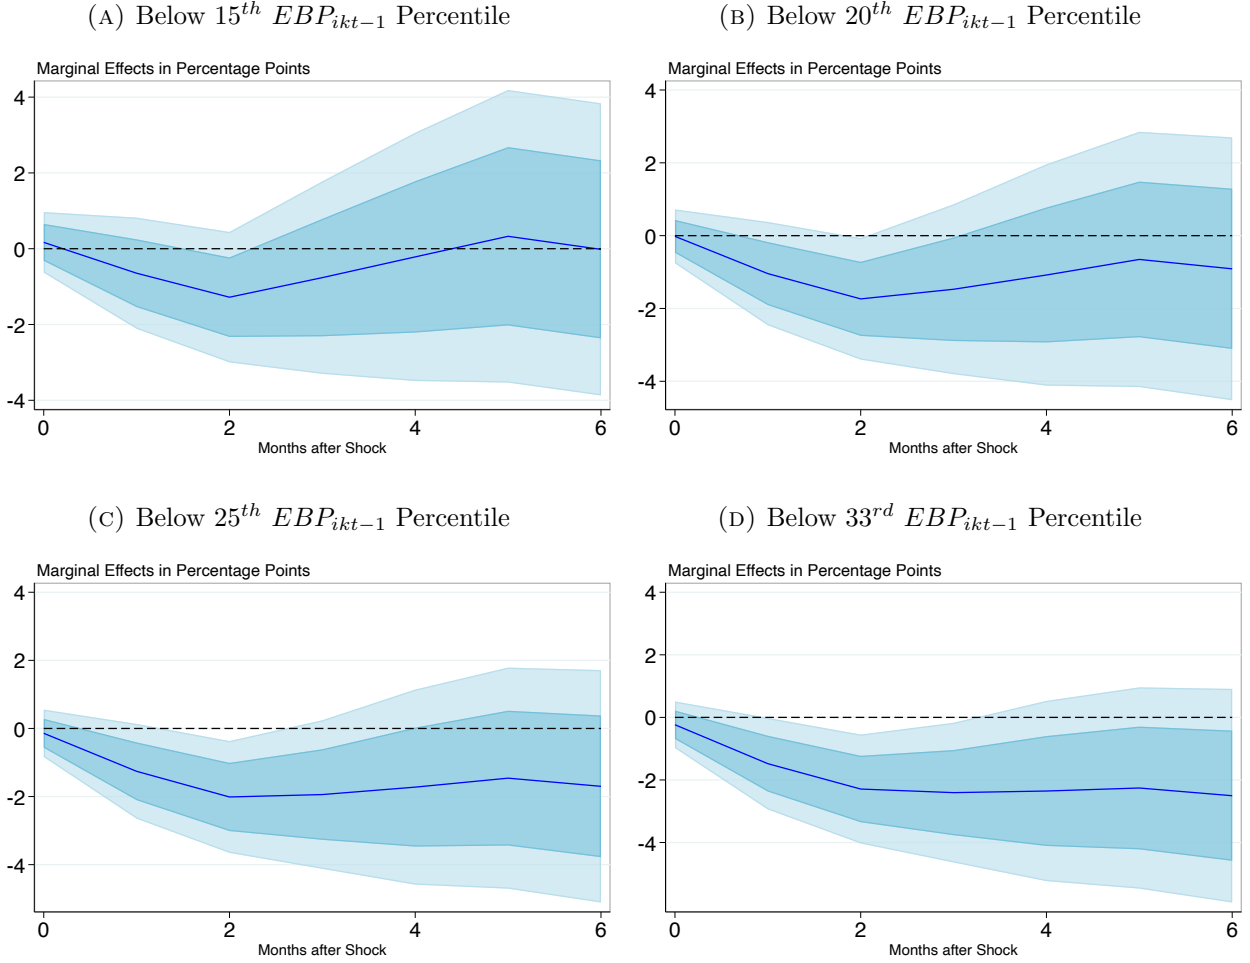 (A) Below 15th EBPikt−1 Percentile
Marginal Effects in Percentage Points
4
2
0
-2
-4
0 2 4 6
Months after Shock
(B) Below 20th EBPikt−1 Percentile
Marginal Effects in Percentage Points
4
2
0
-2
-4
0 2 4 6
Months after Shock
(C) Below 25th EBPikt−1 Percentile
Marginal Effects in Percentage Points
4
2
0
-2
-4
0 2 4 6
Months after Shock
(D) Below 33rd EBPikt−1 Percentile
Marginal Effects in Percentage Points
4
2
0
-2
-4
0 2 4 6
Months after Shock